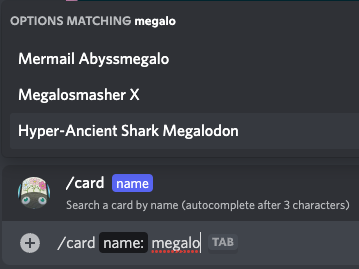 OPTIONS MATCHING megalo
Mermail Abyssmegalo
Megalosmasher X
Hyper-Ancient Shark Megalodon
/card name
Search a card by name (autocomplete after 3 characters)
/card name: megalo TAB